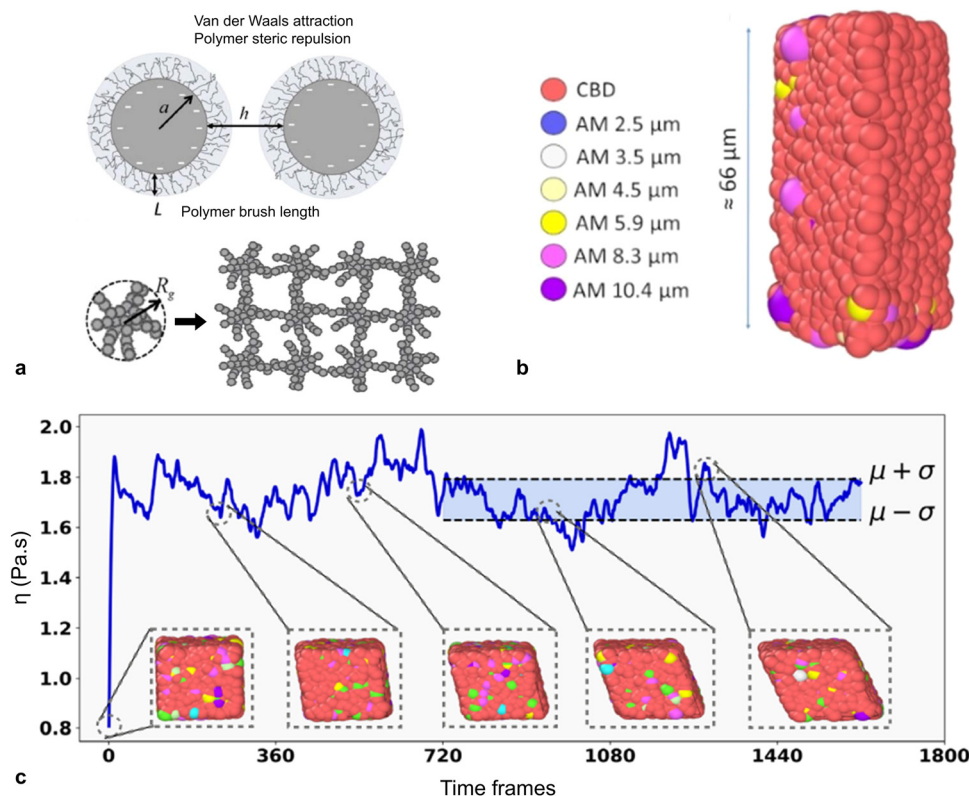 Van der Waals attraction
Polymer steric repulsion
a
h
L Polymer brush length
Rg
a
CBD
AM 2.5 μm
AM 3.5 μm
AM 4.5 μm
AM 5.9 μm
AM 8.3 μm
AM 10.4 μm
≈ 66 μm
b
2.0
1.8
1.6
1.4
1.2
1.0
0.8
η (Pa.s)
μ + σ
μ − σ
0 360 720 1080 1440 1800
Time frames
c